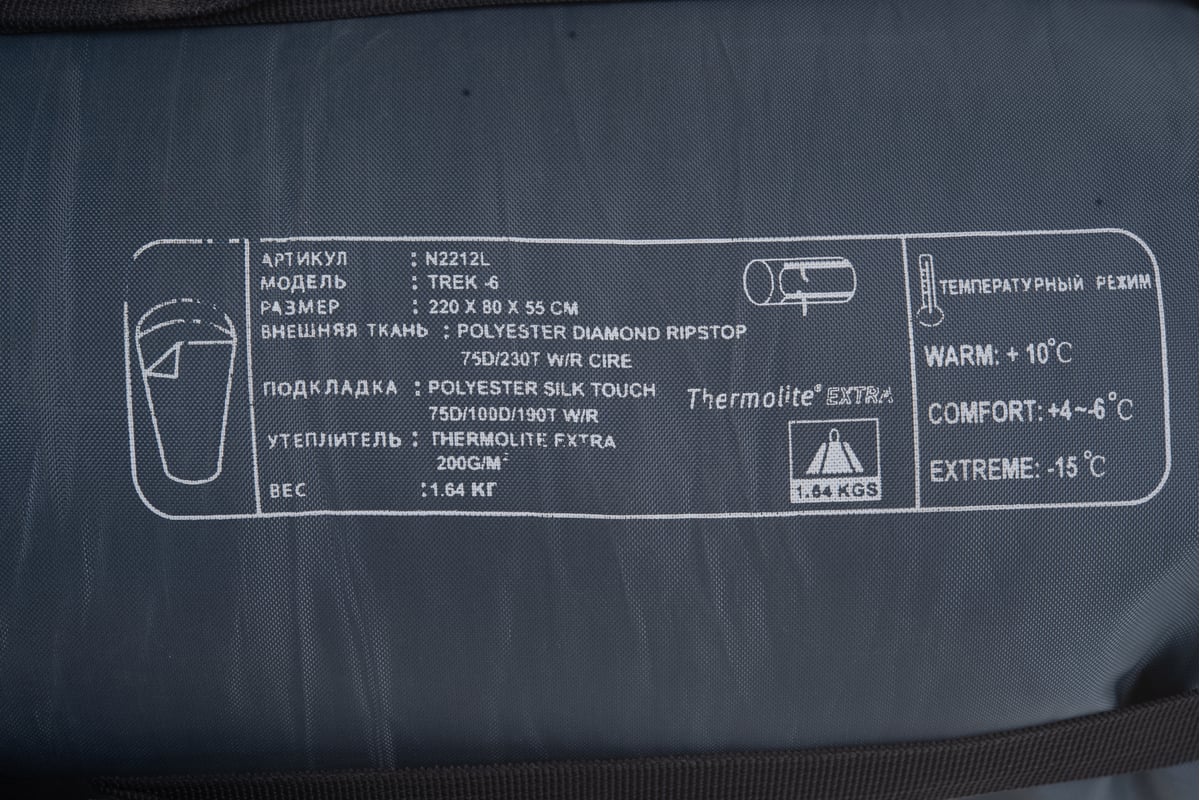 АРТИКУЛ : N2212L
МОДЕЛЬ : TREK -6
РАЗМЕР : 220 X 80 X 55 CM
ВНЕШНЯЯ ТКАНЬ : POLYESTER DIAMOND RIPSTOP
75D/230T W/R CIRE
ПОДКЛАДКА : POLYESTER SILK TOUCH
75D/100D/190T W/R
УТЕПЛИТЕЛЬ : THERMOLITE EXTRA
200G/M²
ВЕС : 1.64 КГ
Thermolite® EXTRA
1.64 KGS
ТЕМПЕРАТУРНЫЙ РЕЖИМ
WARM: + 10°C
COMFORT: +4~-6°C
EXTREME: -15°C